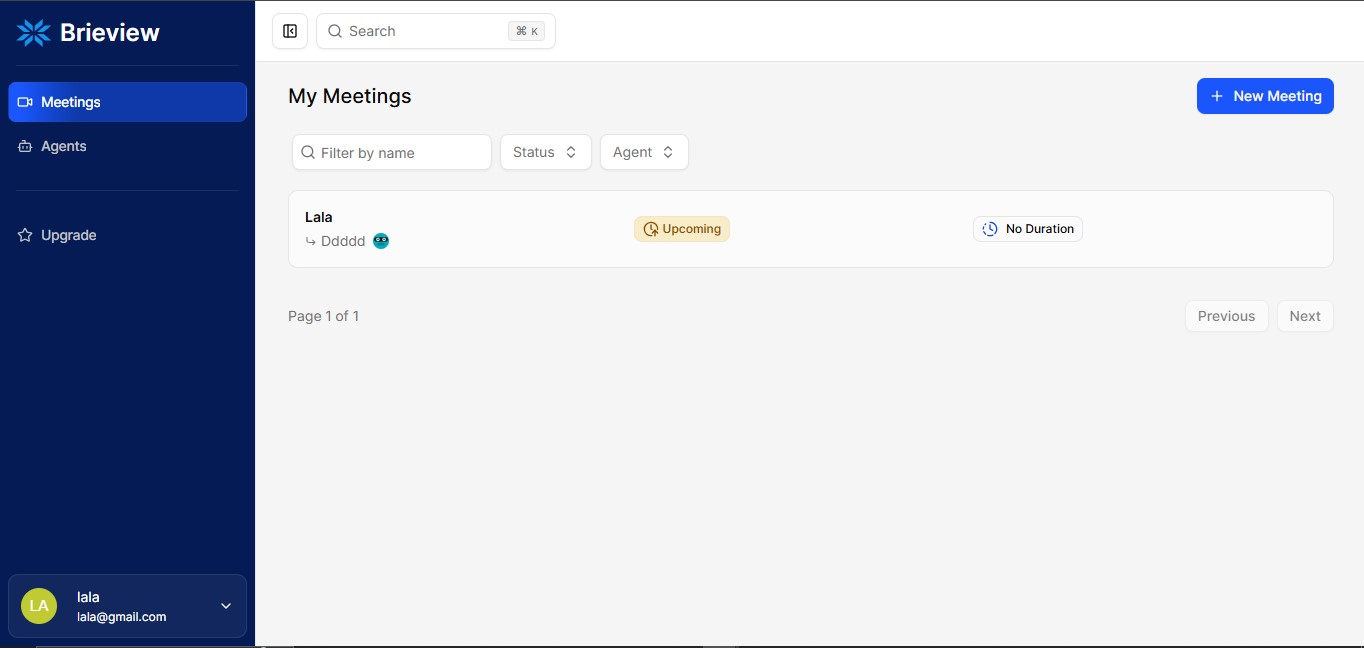 Brieview
Search ⌘ K
Meetings
Agents
Upgrade
My Meetings
New Meeting
Filter by name
Status
Agent
Lala
Ddddd
Upcoming
No Duration
Page 1 of 1
Previous
Next
LA
lala
lala@gmail.com